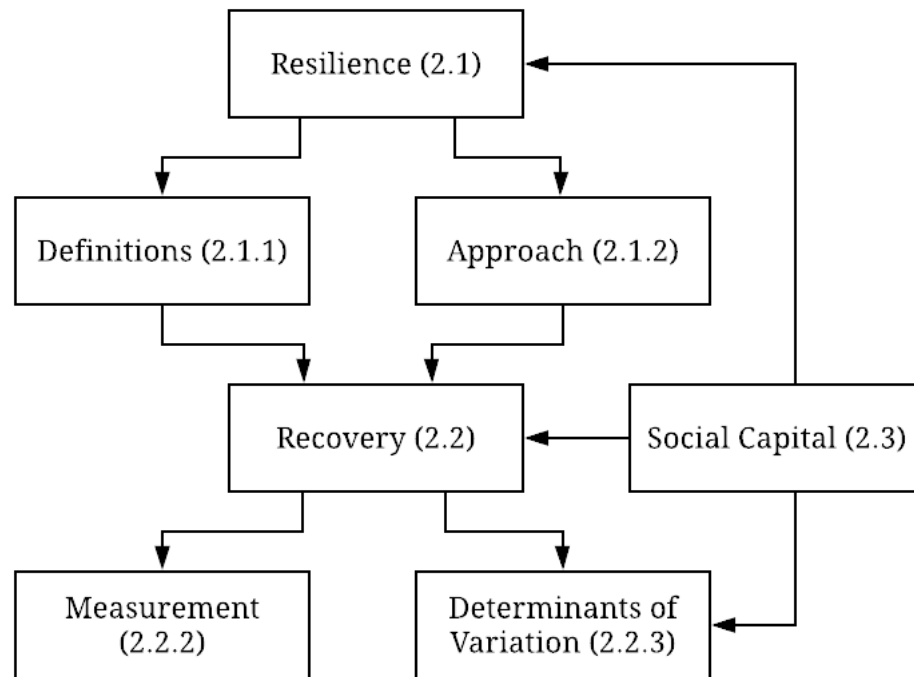 Resilience (2.1)
Definitions (2.1.1)
Approach (2.1.2)
Recovery (2.2)
Social Capital (2.3)
Measurement
(2.2.2)
Determinants of
Variation (2.2.3)